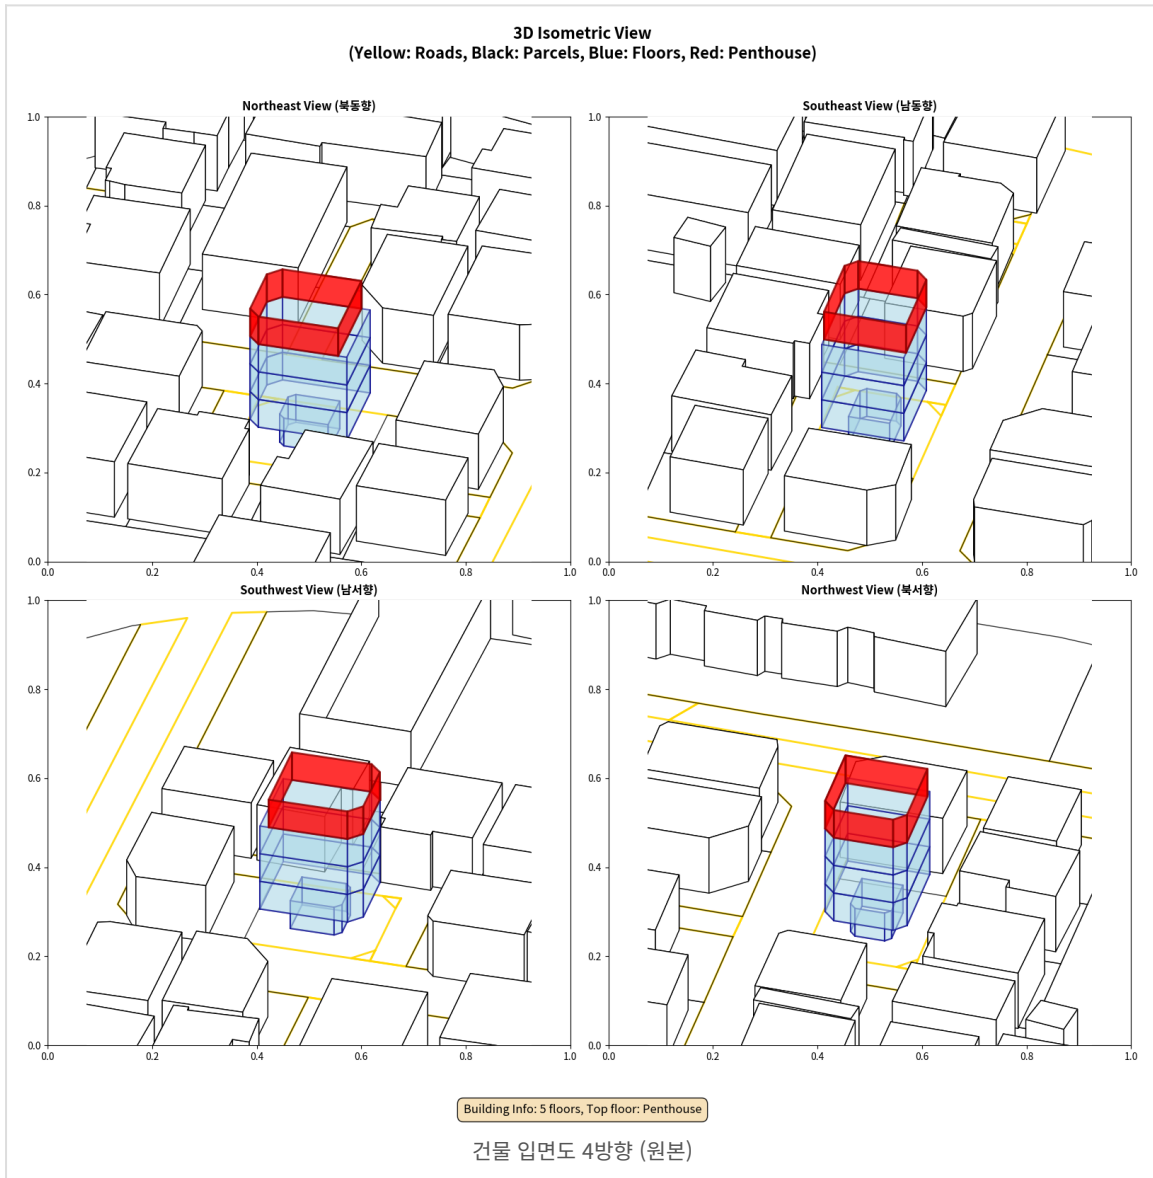 3D Isometric View
(Yellow: Roads, Black: Parcels, Blue: Floors, Red: Penthouse)
Northeast View (북동향)
1.0
0.8
0.6
0.4
0.2
0.0
0.0 0.2 0.4 0.6 0.8 1.0
Southeast View (남동향)
1.0
0.8
0.6
0.4
0.2
0.0
0.0 0.2 0.4 0.6 0.8 1.0
Southwest View (남서향)
1.0
0.8
0.6
0.4
0.2
0.0
0.0 0.2 0.4 0.6 0.8 1.0
Northwest View (북서향)
1.0
0.8
0.6
0.4
0.2
0.0
0.0 0.2 0.4 0.6 0.8 1.0
Building Info: 5 floors, Top floor: Penthouse
건물 입면도 4방향 (원본)